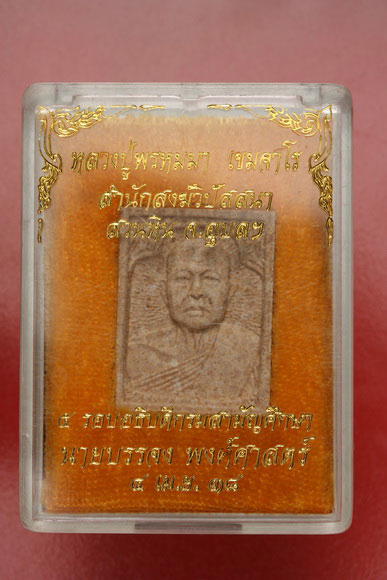 หลวงปู่พรหมมา เขมจาโร
สำนักสงฆ์วิปัสสนา
สวนหิน จ.อุบลฯ
๕ รอบอธิบดีกรมสามัญศึกษา
นายบรรจง พงศ์ศาสตร์
๔ เม.ย. ๓๘